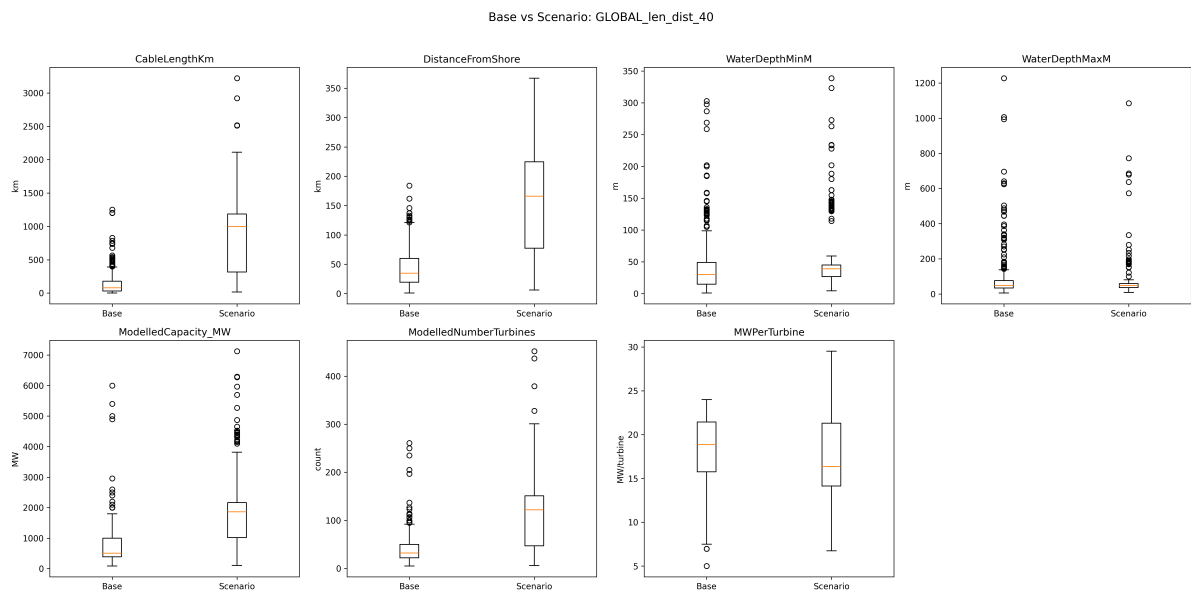 Base vs Scenario: GLOBAL_len_dist_40
CableLengthKm
km
3000
2500
2000
1500
1000
500
0
Base
Scenario
DistanceFromShore
km
350
300
250
200
150
100
50
0
Base
Scenario
WaterDepthMinM
m
350
300
250
200
150
100
50
0
Base
Scenario
WaterDepthMaxM
m
1200
1000
800
600
400
200
0
Base
Scenario
ModelledCapacity_MW
MW
7000
6000
5000
4000
3000
2000
1000
0
Base
Scenario
ModelledNumberTurbines
count
400
300
200
100
0
Base
Scenario
MWPerTurbine
MW/turbine
30
25
20
15
10
5
Base
Scenario